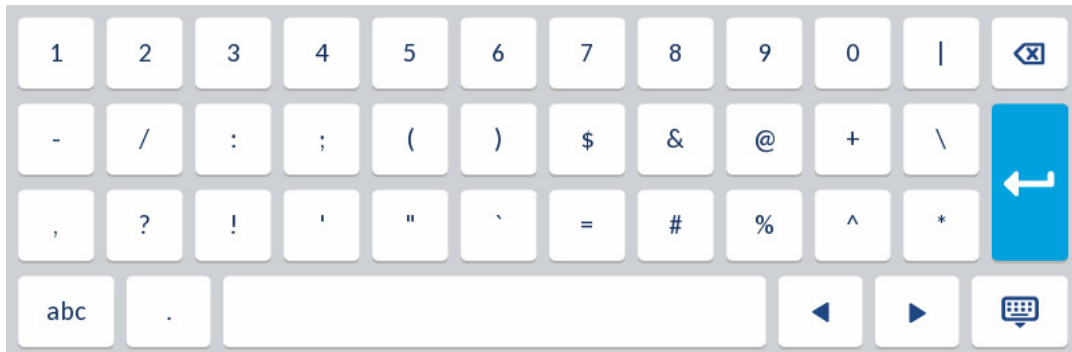 1 2 3 4 5 6 7 8 9 0 |
- / : ; ( ) $ & @ + \
, ? ! ' " ` = # % ^ *
abc .